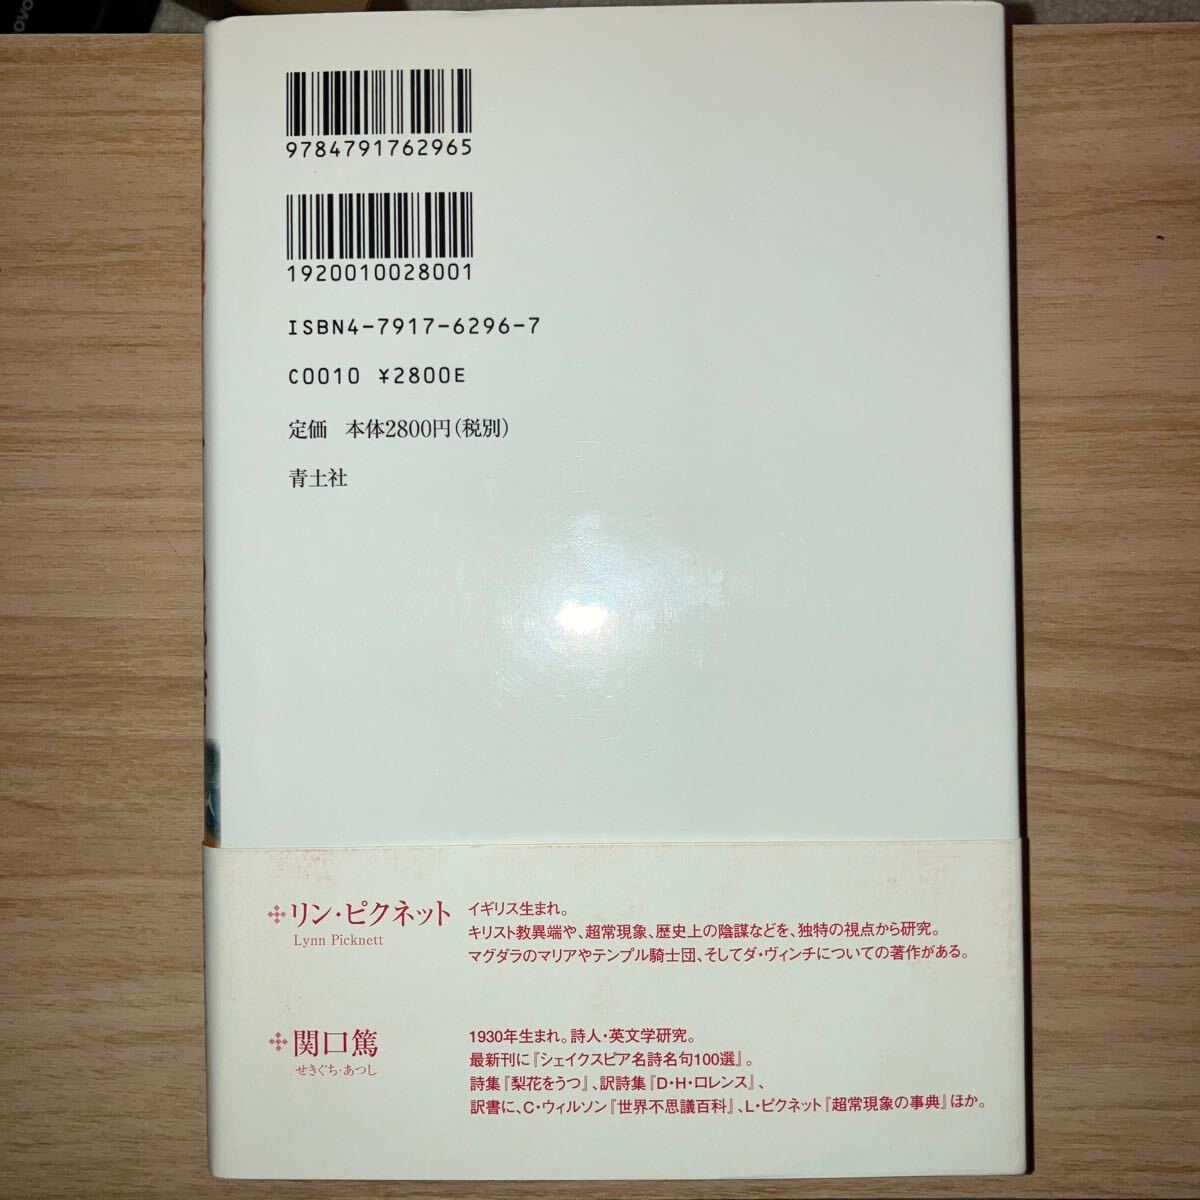 9784791762965
1920010028001
ISBN4-7917-6296-7
C0010 ¥2800E
定価　本体2800円（税別）
青土社
リン・ピクネット
Lynn Picknett
イギリス生まれ。
キリスト教異端や、超常現象、歴史上の陰謀などを、独特の視点から研究。
マグダラのマリアやテンプル騎士団、そしてダ・ヴィンチについての著作がある。
関口篤
せきぐち・あつし
1930年生まれ。詩人・英文学研究。
最新刊に『シェイクスピア名詩名句100選』。
詩集『梨花をうつ』、訳詩集『D・H・ロレンス』、
訳書に、C・ウィルソン『世界不思議百科』、L・ピクネット『超常現象の事典』ほか。